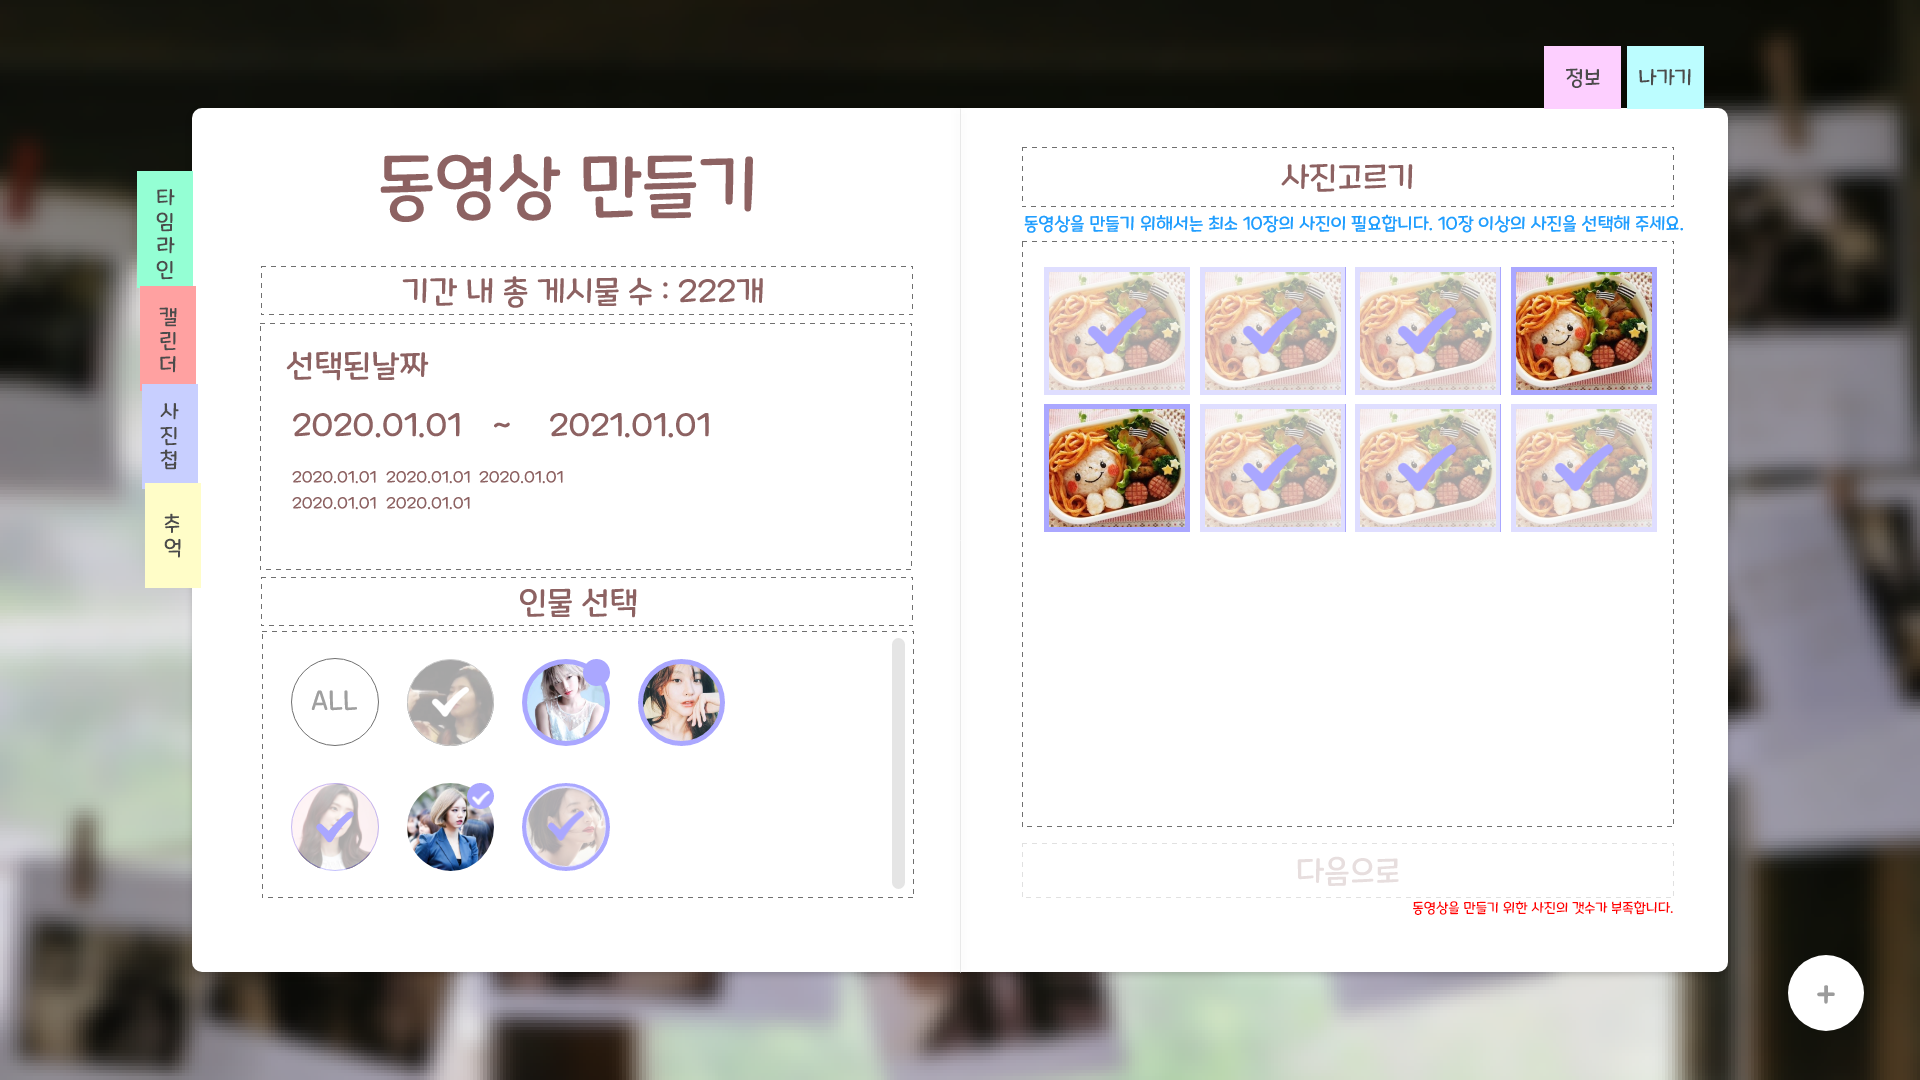 정보
나가기
동영상 만들기
타임라인
캘린더
사진첩
추억
기간 내 총 게시물 수 : 222개
선택된날짜
2020.01.01 ~ 2021.01.01
2020.01.01 2020.01.01 2020.01.01
2020.01.01 2020.01.01
인물 선택
ALL
사진고르기
동영상을 만들기 위해서는 최소 10장의 사진이 필요합니다. 10장 이상의 사진을 선택해 주세요.
다음으로
동영상을 만들기 위한 사진의 갯수가 부족합니다.
+